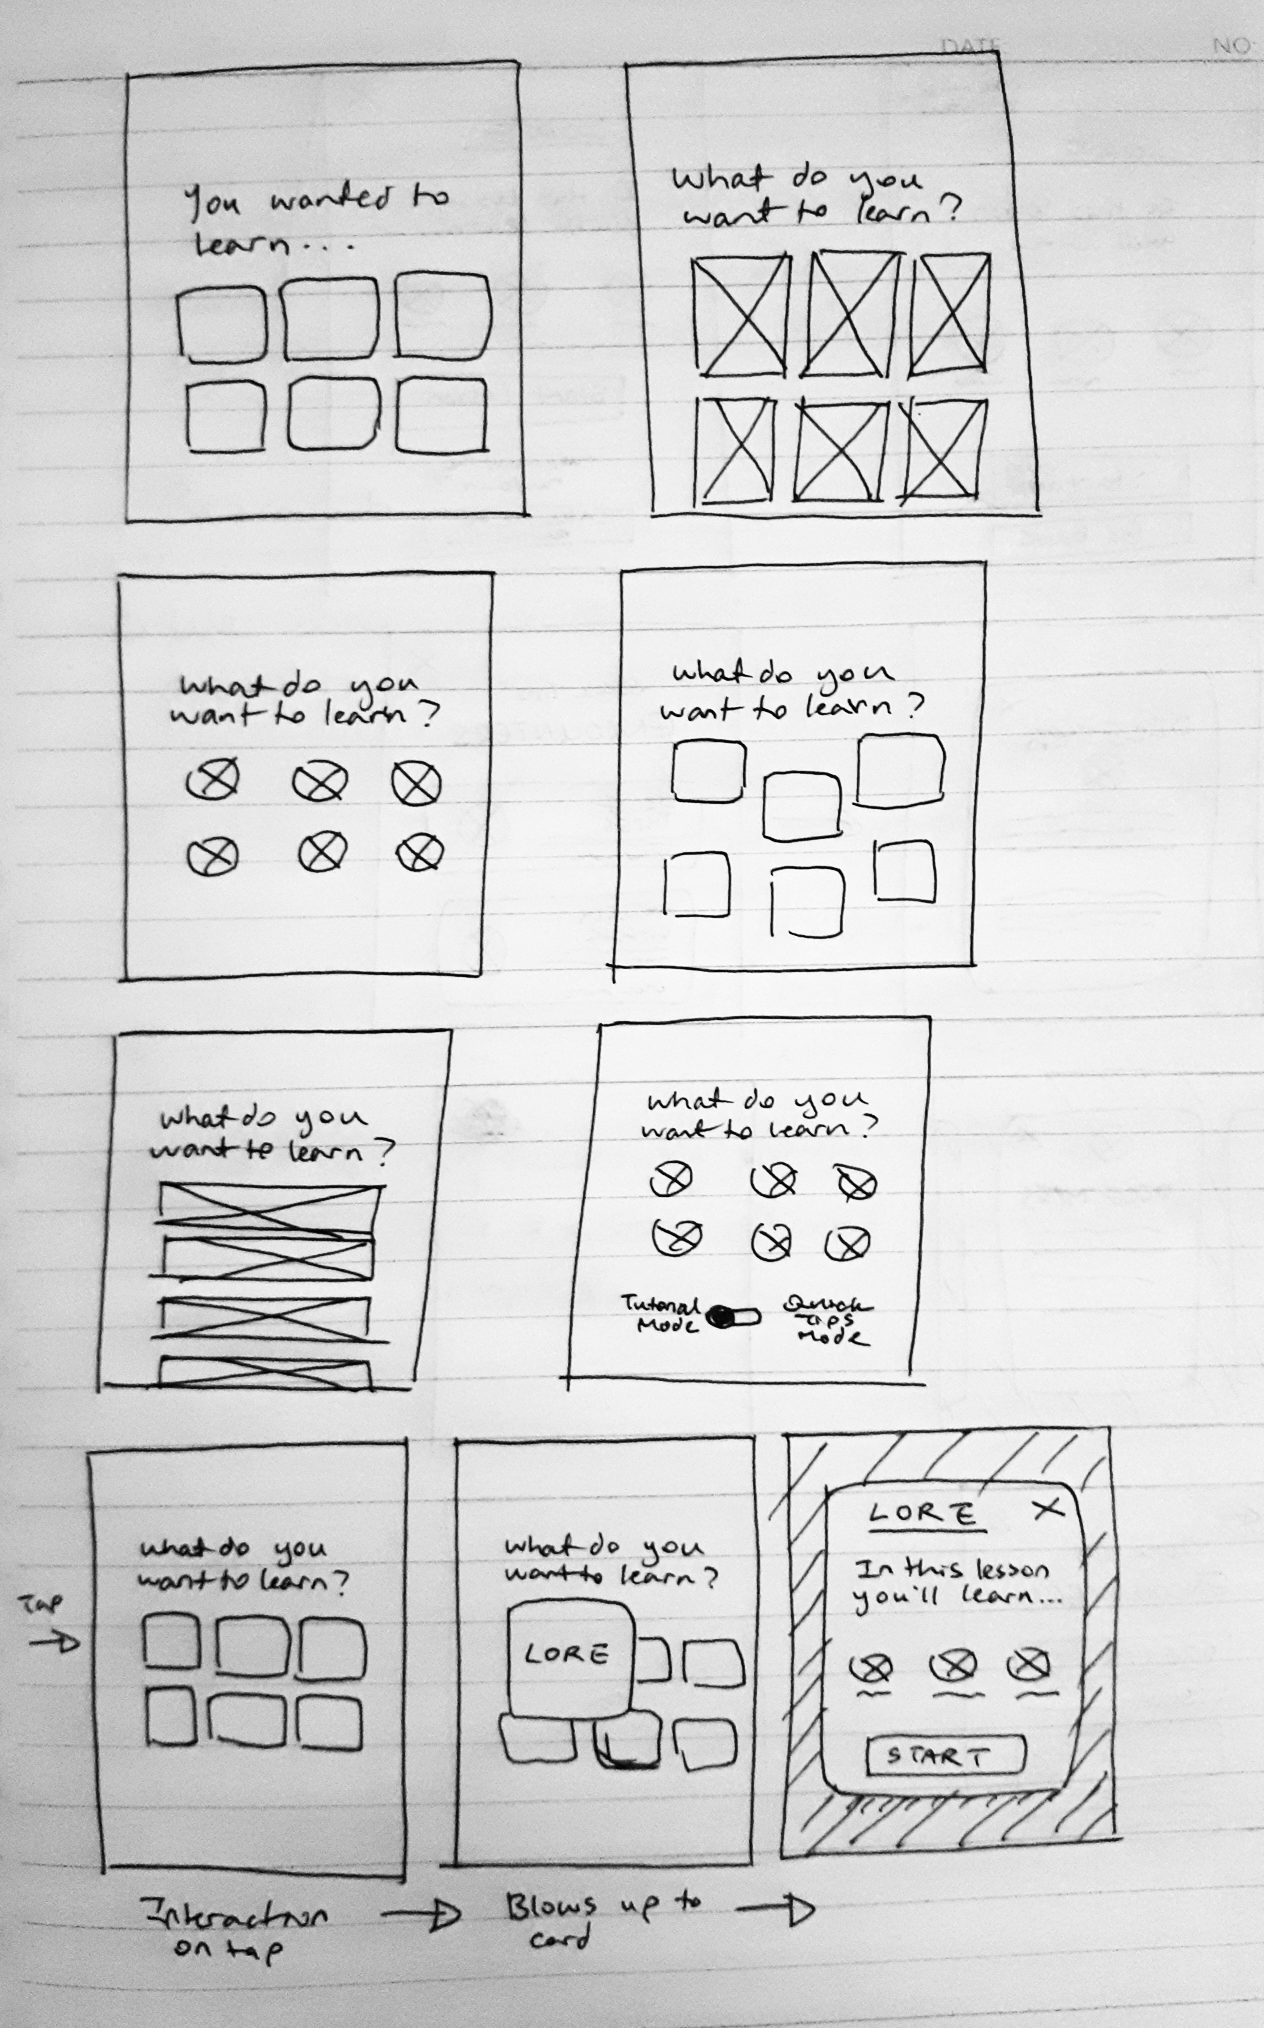 DATE
NO
You wanted to
learn...
What do you
want to learn?
What do you
want to learn?
What do you
want to learn?
What do you
want to learn?
What do you
want to learn?
Tutorial
Mode
Quick
Tips
Mode
Tap
What do you
want to learn?
What do you
want to learn?
LORE
LORE
X
In this lesson
you'll learn...
START
Interaction
on tap
Blows up to
card